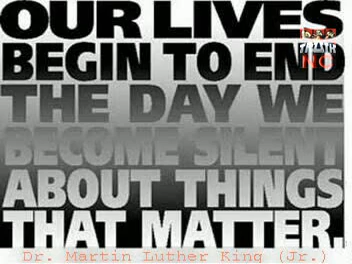 OUR LIVES
BEGIN TO END
THE DAY WE
BECOME SILENT
ABOUT THINGS
THAT MATTER.
Dr. Martin Luther King (Jr.)